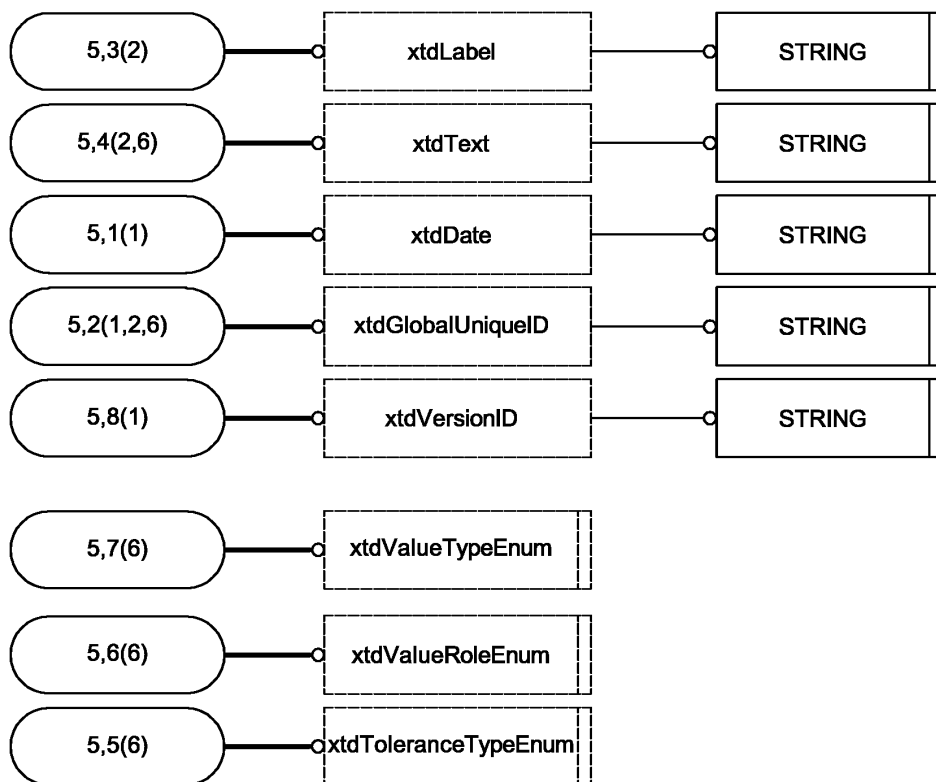 5,3(2) xtdLabel STRING
5,4(2,6) xtdText STRING
5,1(1) xtdDate STRING
5,2(1,2,6) xtdGlobalUniqueID STRING
5,8(1) xtdVersionID STRING
5,7(6) xtdValueTypeEnum
5,6(6) xtdValueRoleEnum
5,5(6) xtdToleranceTypeEnum